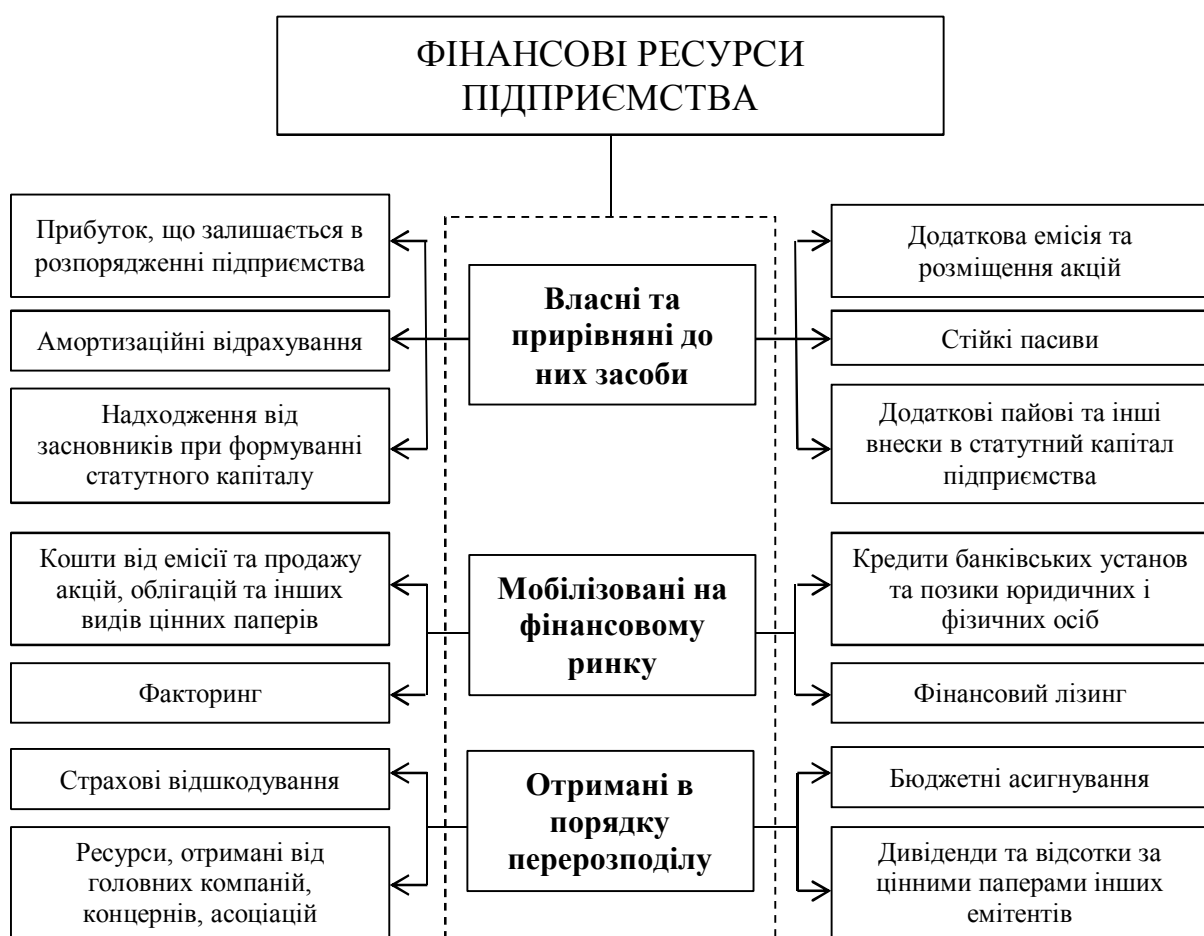 ФІНАНСОВІ РЕСУРСИ
ПІДПРИЄМСТВА
Прибуток, що залишається в
розпорядженні підприємства
Амортизаційні відрахування
Надходження від
засновників при формуванні
статутного капіталу
Власні та
прирівняні до
них засоби
Додаткова емісія та
розміщення акцій
Стійкі пасиви
Додаткові пайові та інші
внески в статутний капітал
підприємства
Кошти від емісії та продажу
акцій, облігацій та інших
видів цінних паперів
Факторинг
Мобілізовані на
фінансовому
ринку
Кредити банківських установ
та позики юридичних і
фізичних осіб
Фінансовий лізинг
Страхові відшкодування
Ресурси, отримані від
головних компаній,
концернів, асоціацій
Отримані в
порядку
перерозподілу
Бюджетні асигнування
Дивіденди та відсотки за
цінними паперами інших
емітентів